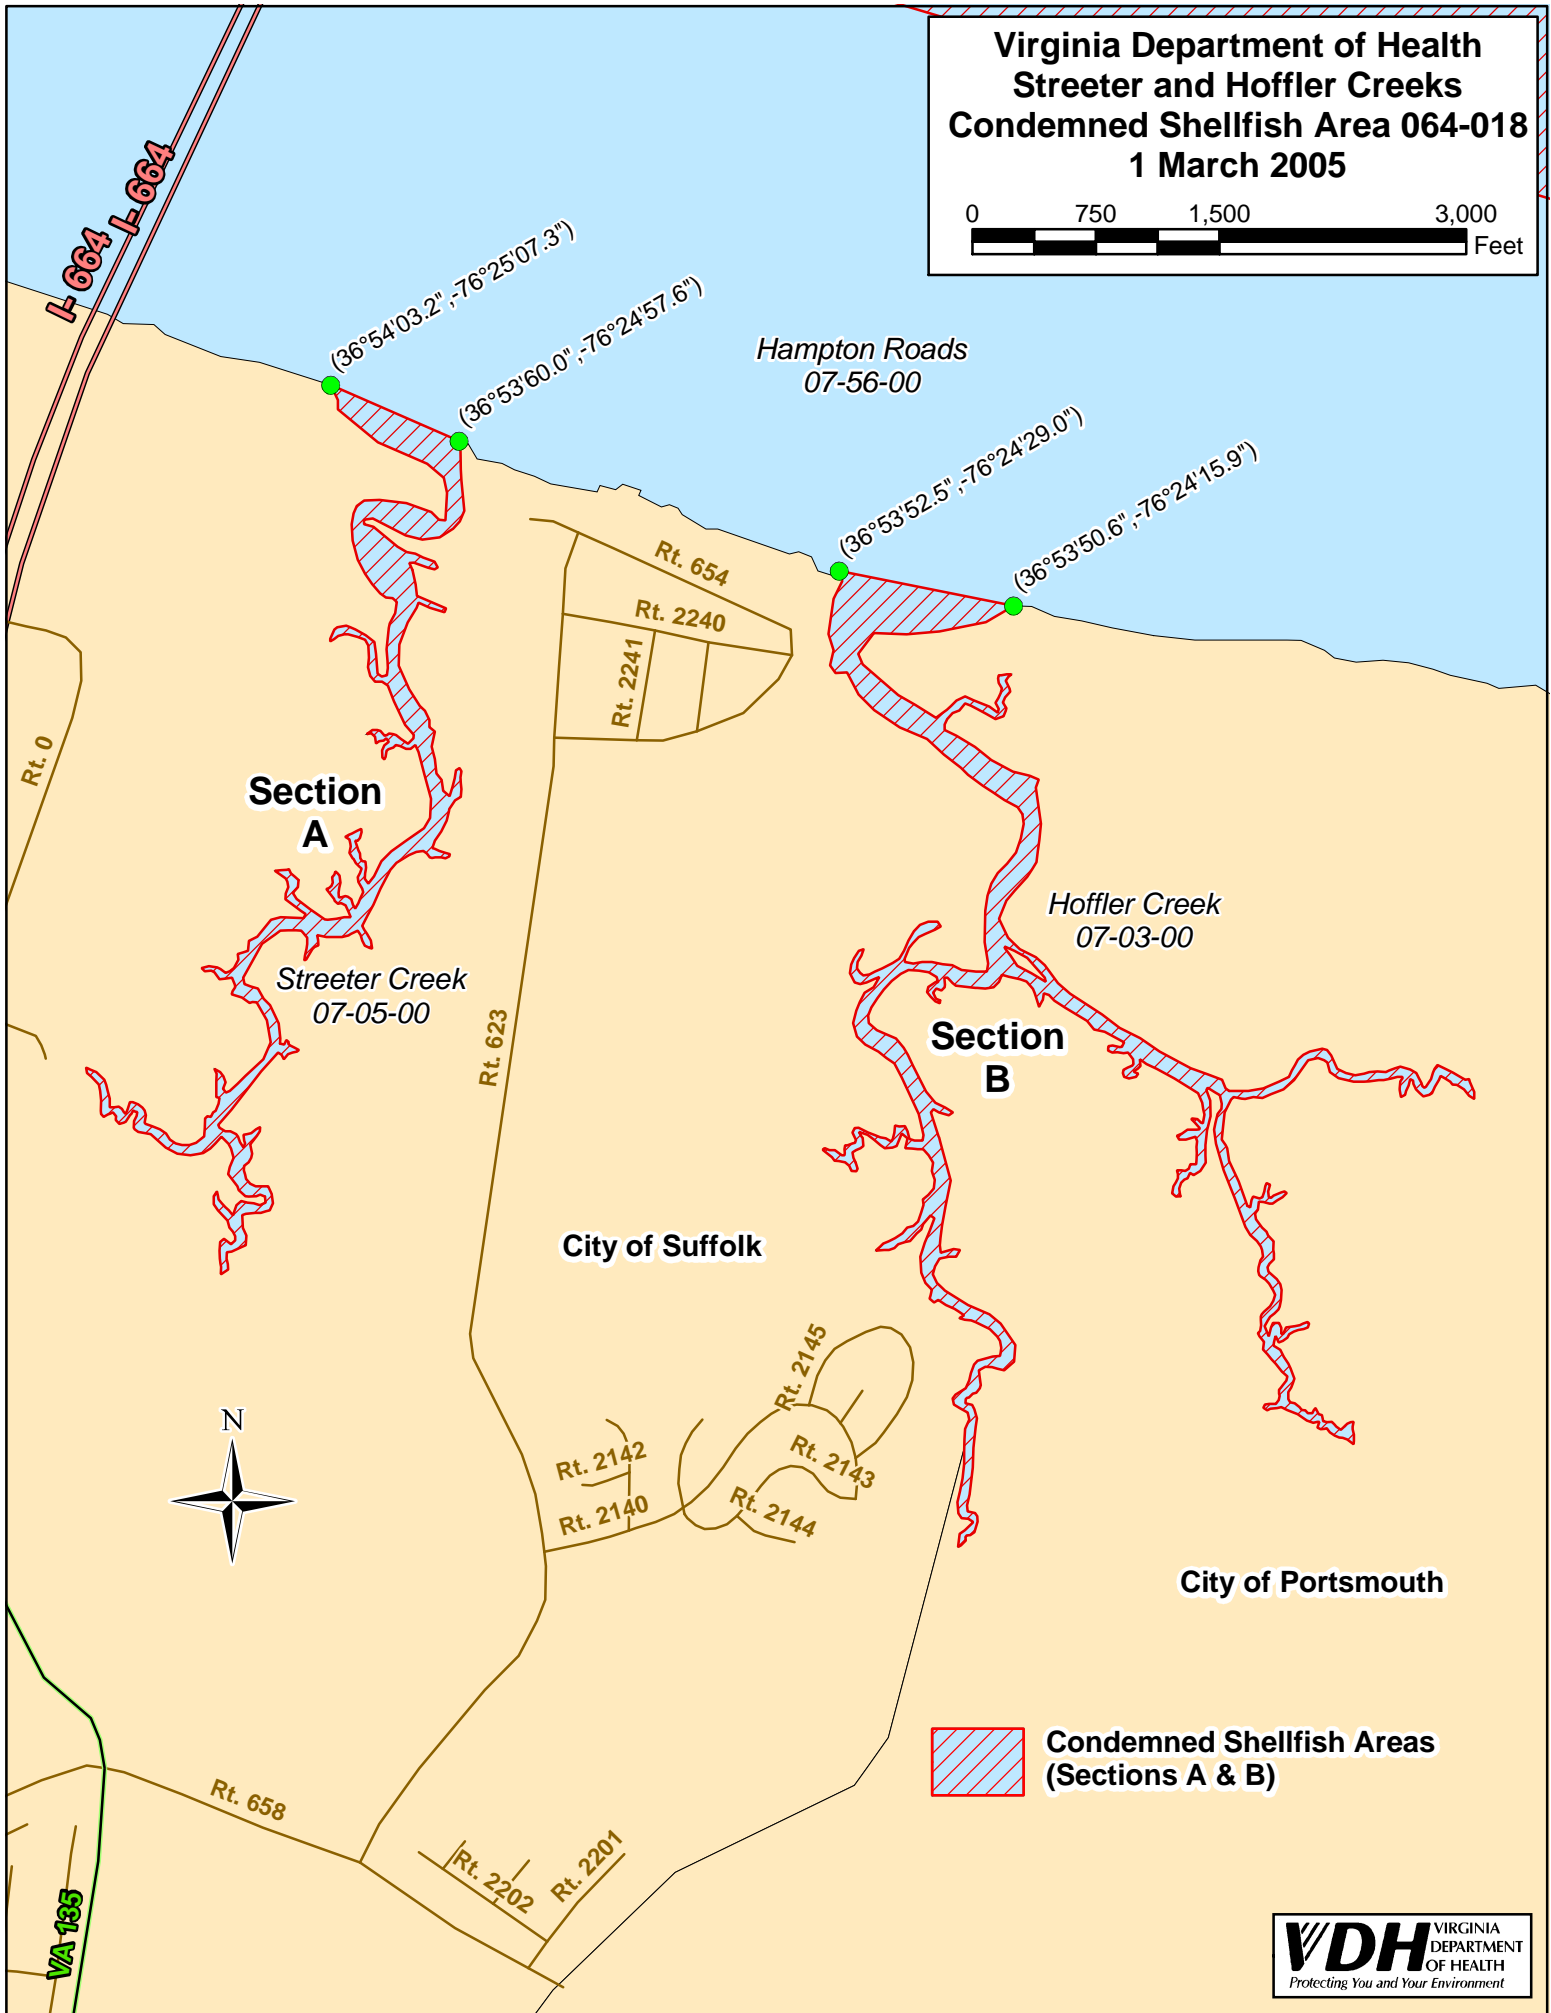 Virginia Department of Health
Streeter and Hoffler Creeks
Condemned Shellfish Area 064-018
1 March 2005
0 750 1,500 3,000
Feet
I- 664
I- 664
(36°54'03.2" ,-76°25'07.3")
(36°53'60.0" ,-76°24'57.6")
Hampton Roads
07-56-00
(36°53'52.5" ,-76°24'29.0")
(36°53'50.6" ,-76°24'15.9")
Rt. 654
Rt. 2240
Rt. 2241
Rt. 0
Section
A
Hoffler Creek
07-03-00
Streeter Creek
07-05-00
Rt. 623
Section
B
City of Suffolk
Rt. 2145
N
Rt. 2142
Rt. 2143
Rt. 2140
Rt. 2144
City of Portsmouth
Condemned Shellfish Areas
(Sections A & B)
Rt. 658
Rt. 2202
Rt. 2201
VA 135
VDH
VIRGINIA
DEPARTMENT
OF HEALTH
Protecting You and Your Environment